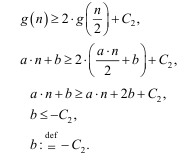 g(n) ≥ 2 · g(n/2) + C₂,
a · n + b ≥ 2 · (a · n/2 + b) + C₂,
a · n + b ≥ a · n + 2b + C₂,
b ≤ −C₂,
b := def −C₂.